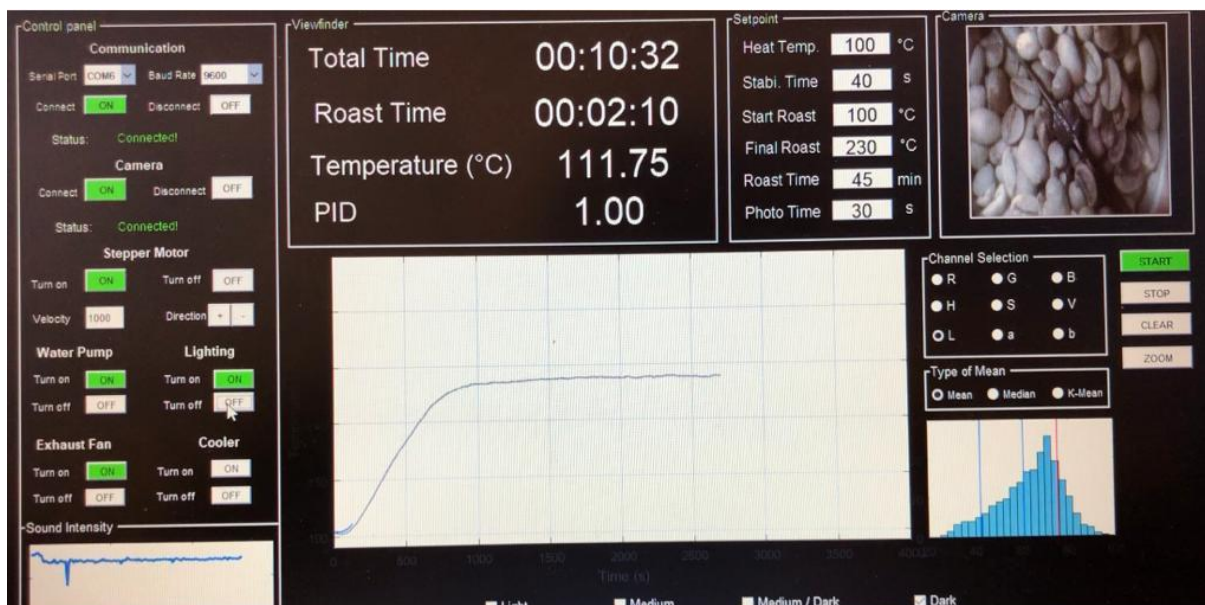 Control panel
Communication
Serial Port COM6 Baud Rate 9600
Connect ON Disconnect OFF
Status: Connected!
Camera
Connect ON Disconnect OFF
Status: Connected!
Stepper Motor
Turn on ON Turn off OFF
Velocity 1000 Direction + -
Water Pump Lighting
Turn on ON Turn on ON
Turn off OFF Turn off OFF
Exhaust Fan Cooler
Turn on ON Turn on ON
Turn off OFF Turn off OFF
Sound Intensity
Viewfinder
Total Time 00:10:32
Roast Time 00:02:10
Temperature (°C) 111.75
PID 1.00
Setpoint
Heat Temp. 100 °C
Stabi. Time 40 s
Start Roast 100 °C
Final Roast 230 °C
Roast Time 45 min
Photo Time 30 s
Camera
0 500 1000 1500 2000 2500 3000 3500 4000
Time (s)
Light Medium Medium / Dark Dark
Channel Selection
R G B
H S V
L a b
Type of Mean
Mean Median K-Mean
START
STOP
CLEAR
ZOOM